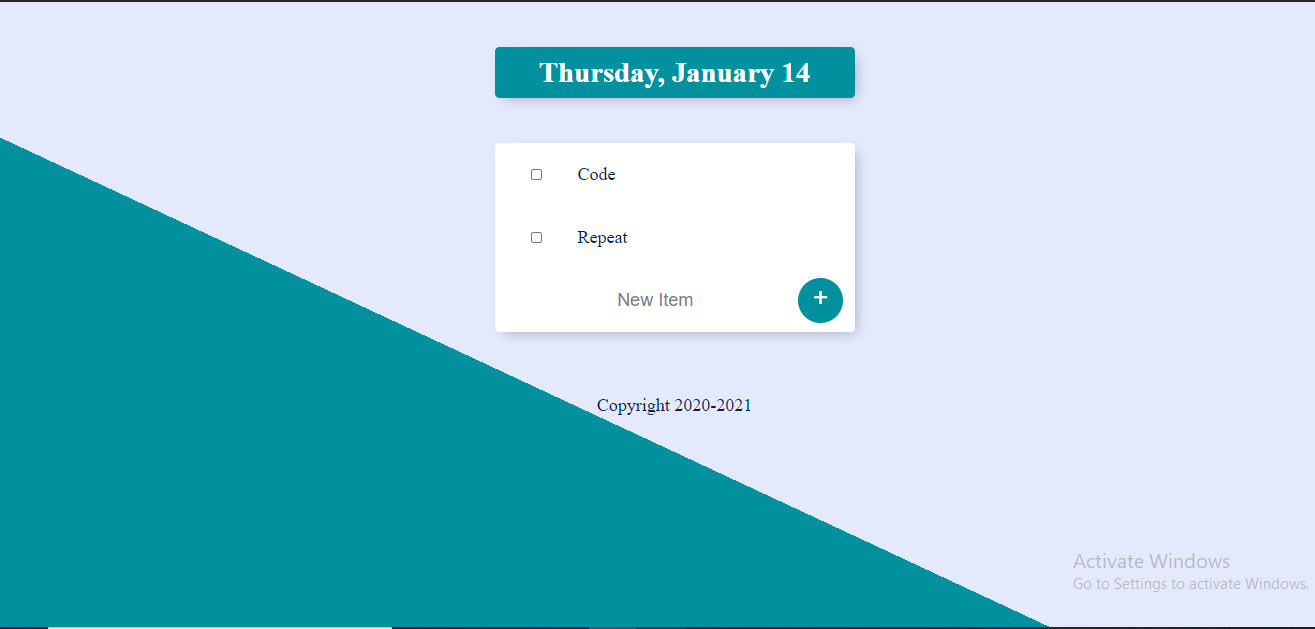 Thursday, January 14
Code
Repeat
New Item
+
Copyright 2020-2021
Activate Windows
Go to Settings to activate Windows.